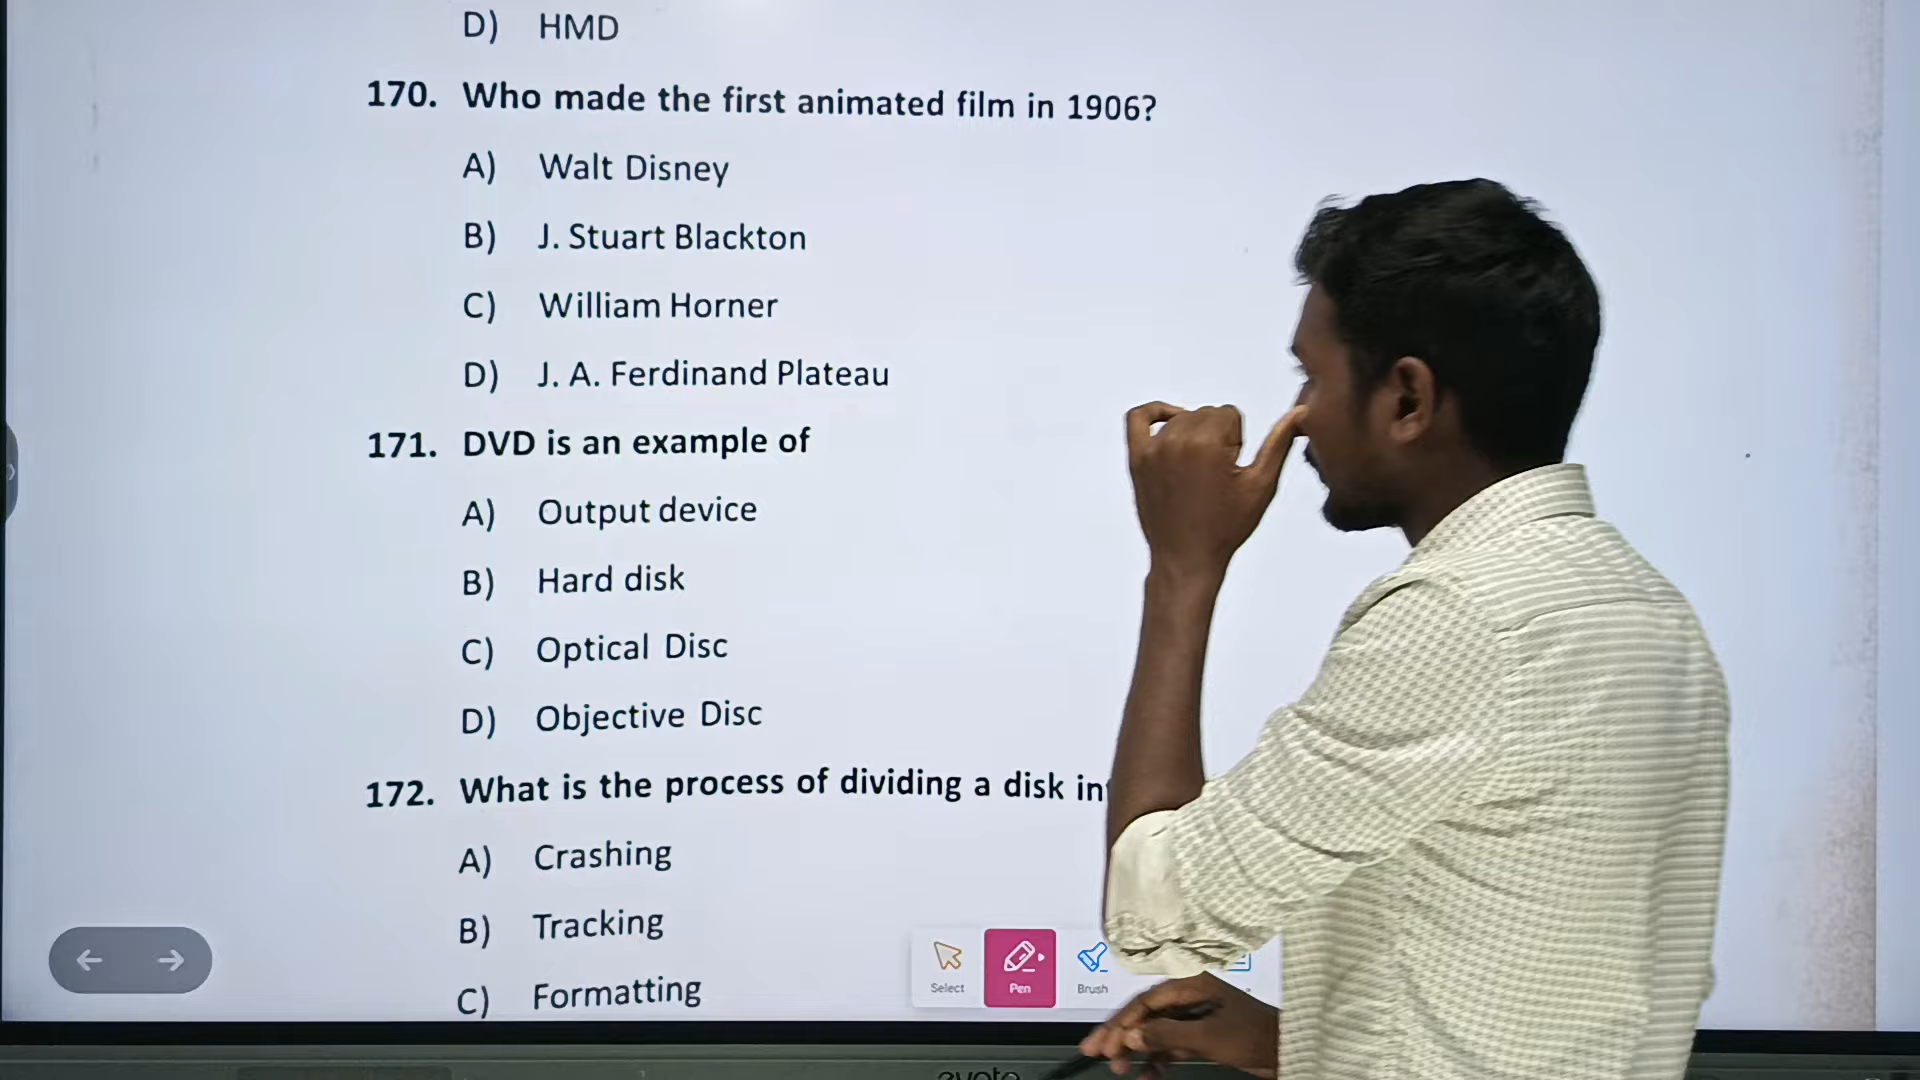 D) HMD
170. Who made the first animated film in 1906?
A) Walt Disney
B) J. Stuart Blackton
C) William Horner
D) J. A. Ferdinand Plateau
171. DVD is an example of
A) Output device
B) Hard disk
C) Optical Disc
D) Objective Disc
172. What is the process of dividing a disk
A) Crashing
B) Tracking
C) Formatting
Select Pen Brush